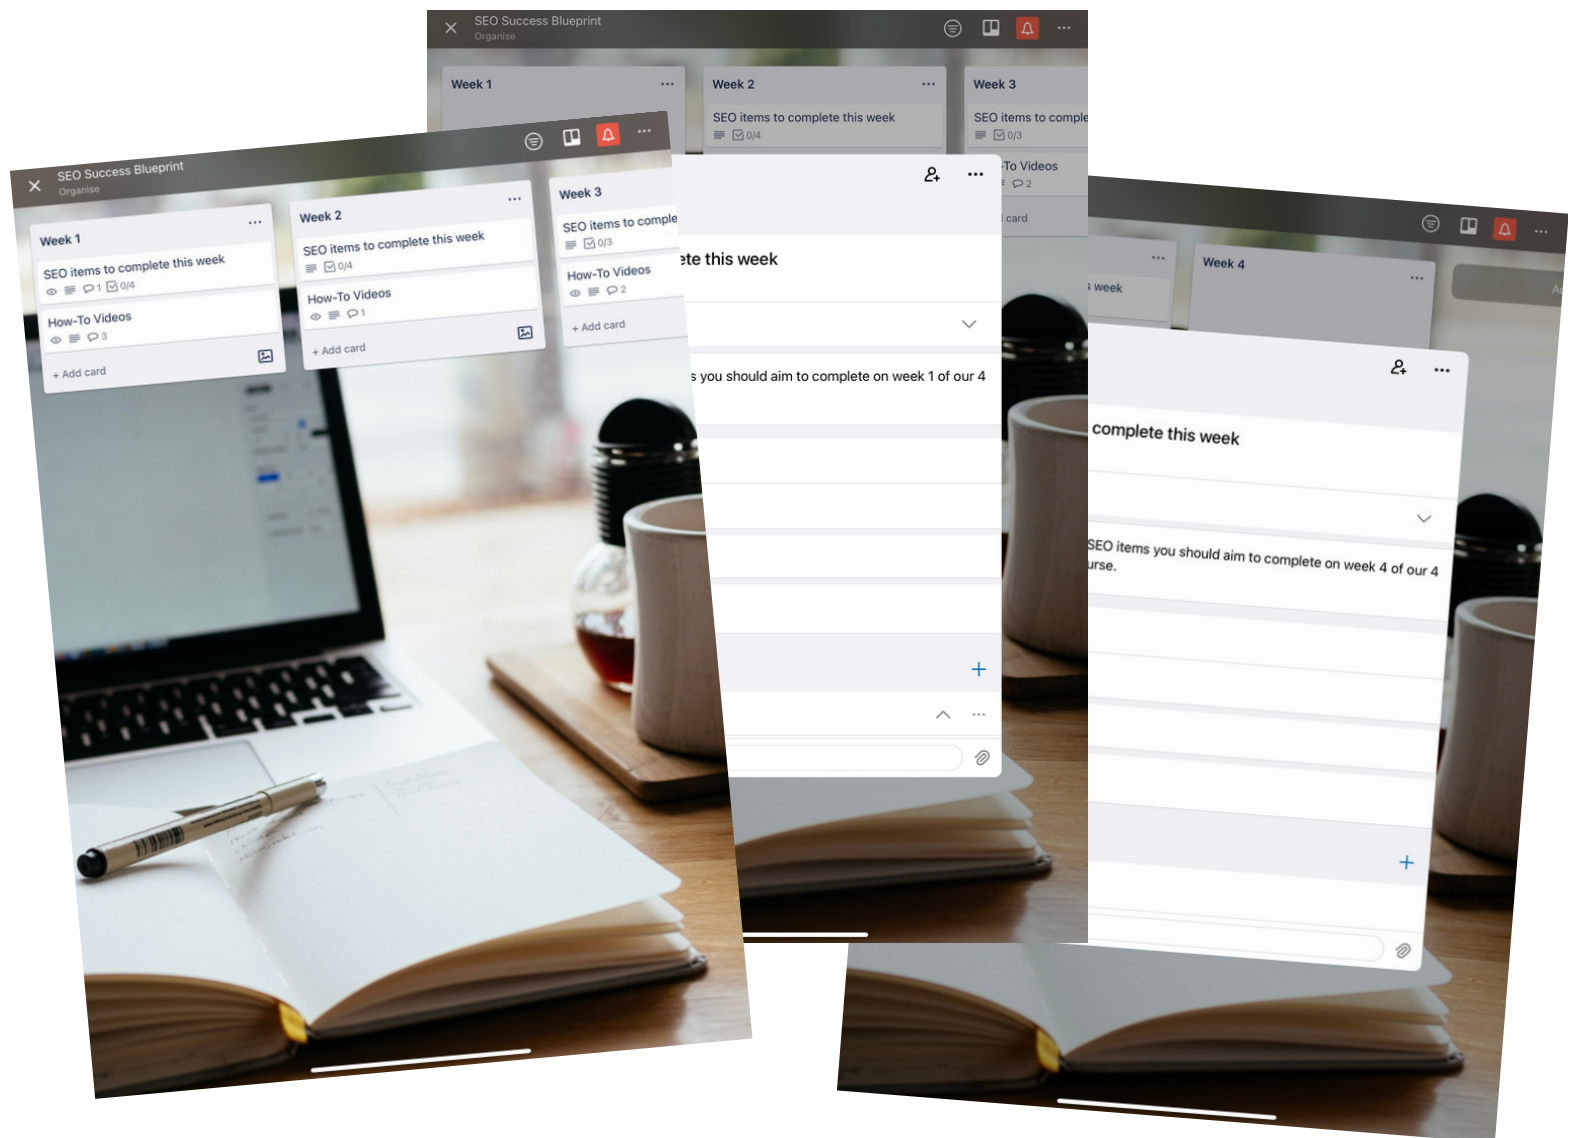 SEO Success Blueprint
Organise
Week 1
SEO items to complete this week
1 0/4
How-To Videos
3
+ Add card
Week 2
SEO items to complete this week
0/4
How-To Videos
1
+ Add card
Week 3
SEO items to comple
0/3
How-To Videos
2
+ Add card
SEO Success Blueprint
Organise
Week 1
Week 2
SEO items to complete this week
0/4
Week 3
SEO items to comple
0/3
-To Videos
2
card
ete this week
s you should aim to complete on week 1 of our 4
week
Week 4
complete this week
SEO items you should aim to complete on week 4 of our 4
urse.